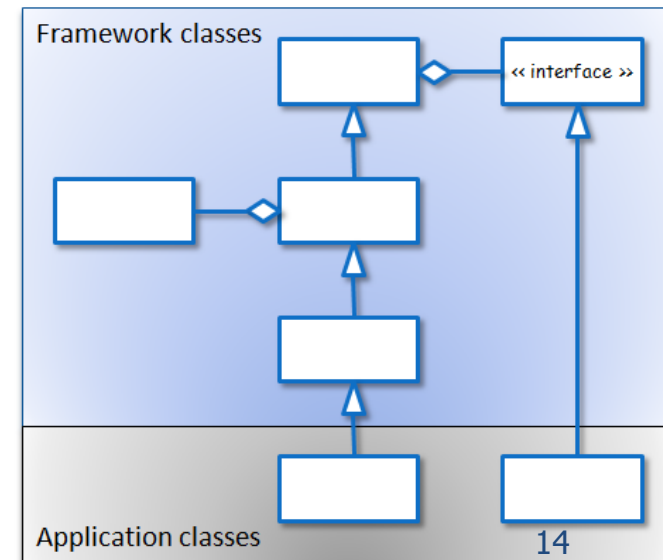 Framework classes
<< interface >>
Application classes
14